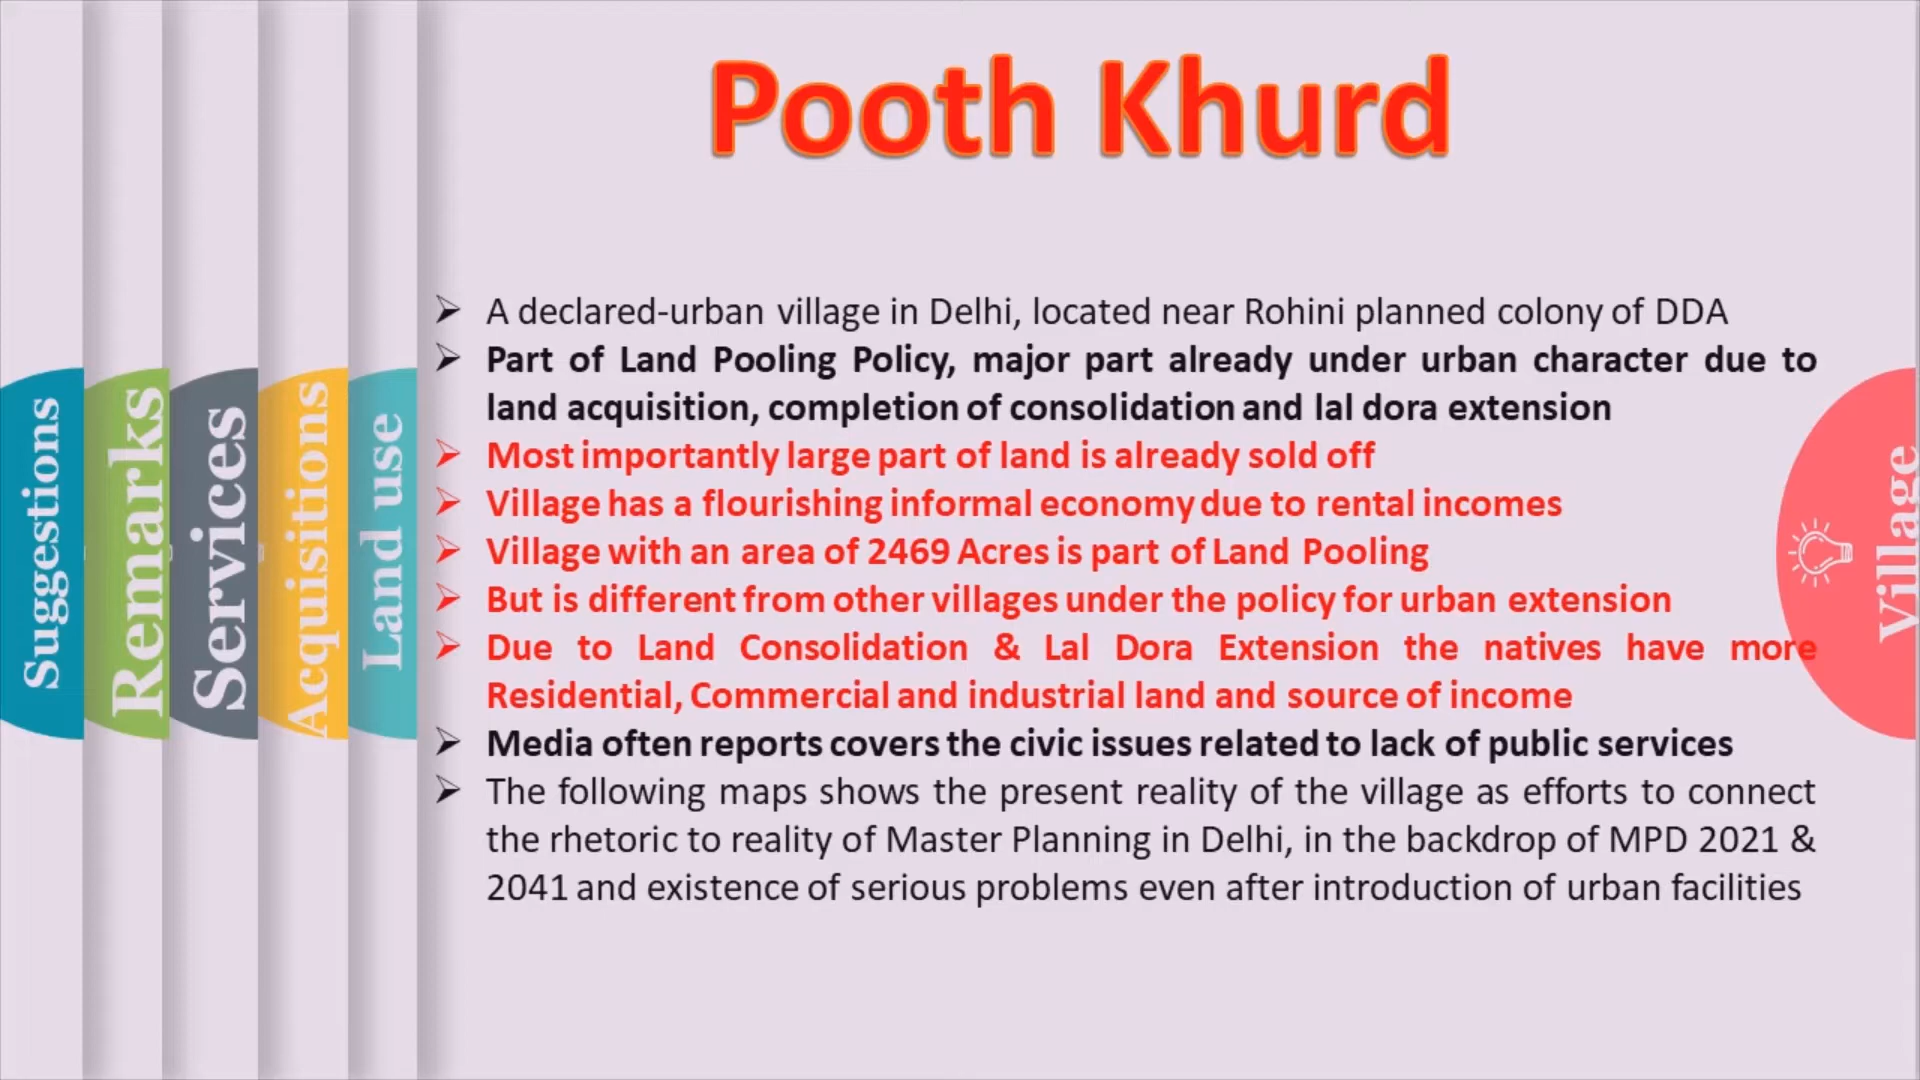 Pooth Khurd
➢ A declared-urban village in Delhi, located near Rohini planned colony of DDA
➢ Part of Land Pooling Policy, major part already under urban character due to
land acquisition, completion of consolidation and lal dora extension
➢ Most importantly large part of land is already sold off
➢ Village has a flourishing informal economy due to rental incomes
➢ Village with an area of 2469 Acres is part of Land Pooling
➢ But is different from other villages under the policy for urban extension
➢ Due to Land Consolidation & Lal Dora Extension the natives have more
Residential, Commercial and industrial land and source of income
➢ Media often reports covers the civic issues related to lack of public services
➢ The following maps shows the present reality of the village as efforts to connect
the rhetoric to reality of Master Planning in Delhi, in the backdrop of MPD 2021 &
2041 and existence of serious problems even after introduction of urban facilities
Suggestions
Remarks
Services
Acquisitions
Land use
Village